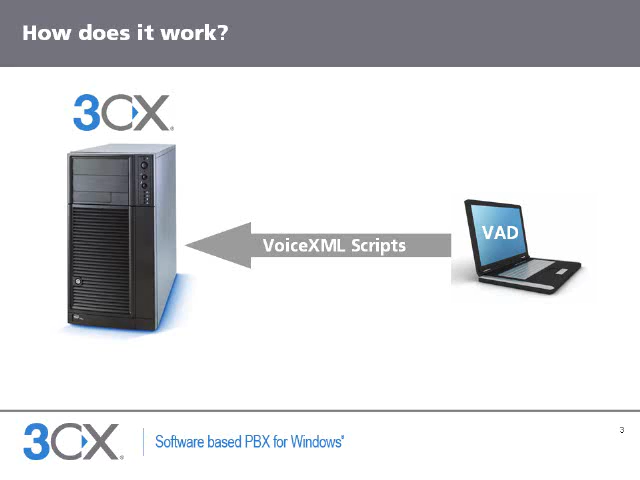 How does it work?
3CX®
VoiceXML Scripts
VAD
3
3CX®
Software based PBX for Windows®